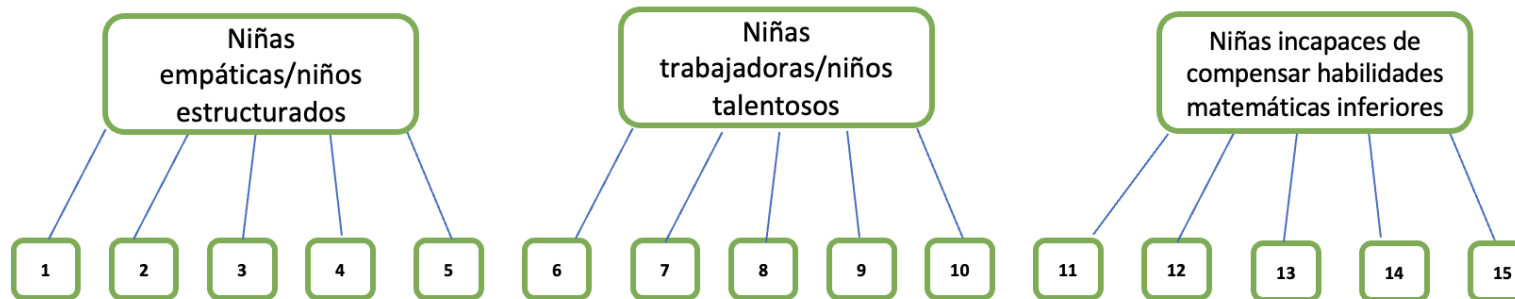 Niñas
empáticas/niños
estructurados
Niñas
trabajadoras/niños
talentosos
Niñas incapaces de
compensar habilidades
matemáticas inferiores
1
2
3
4
5
6
7
8
9
10
11
12
13
14
15